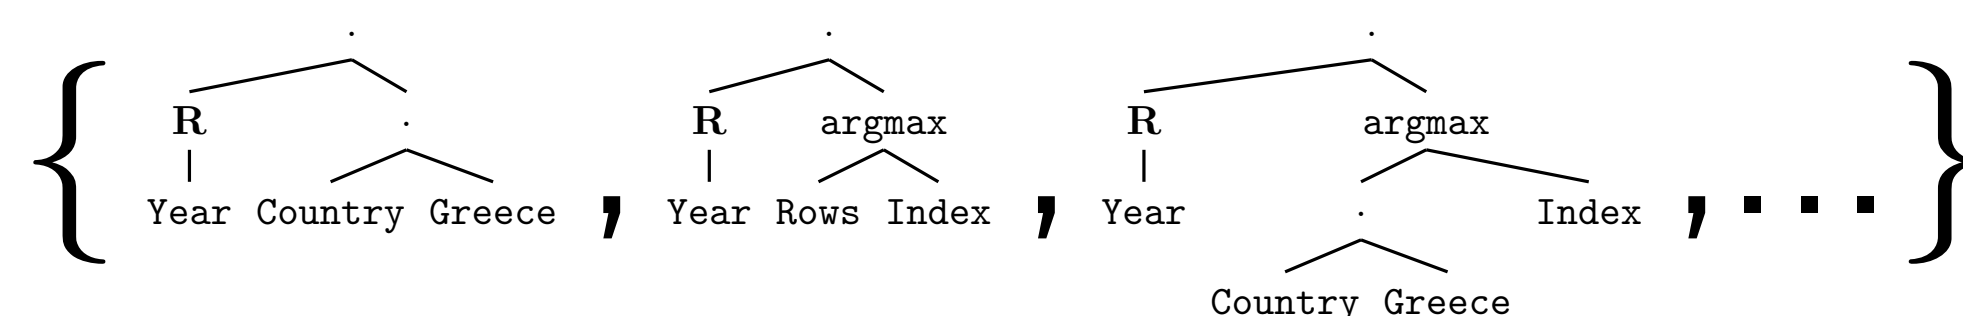 . . .
R . R argmax R argmax
{ Year Country Greece , Year Rows Index , Year . Index , ... }
Country Greece